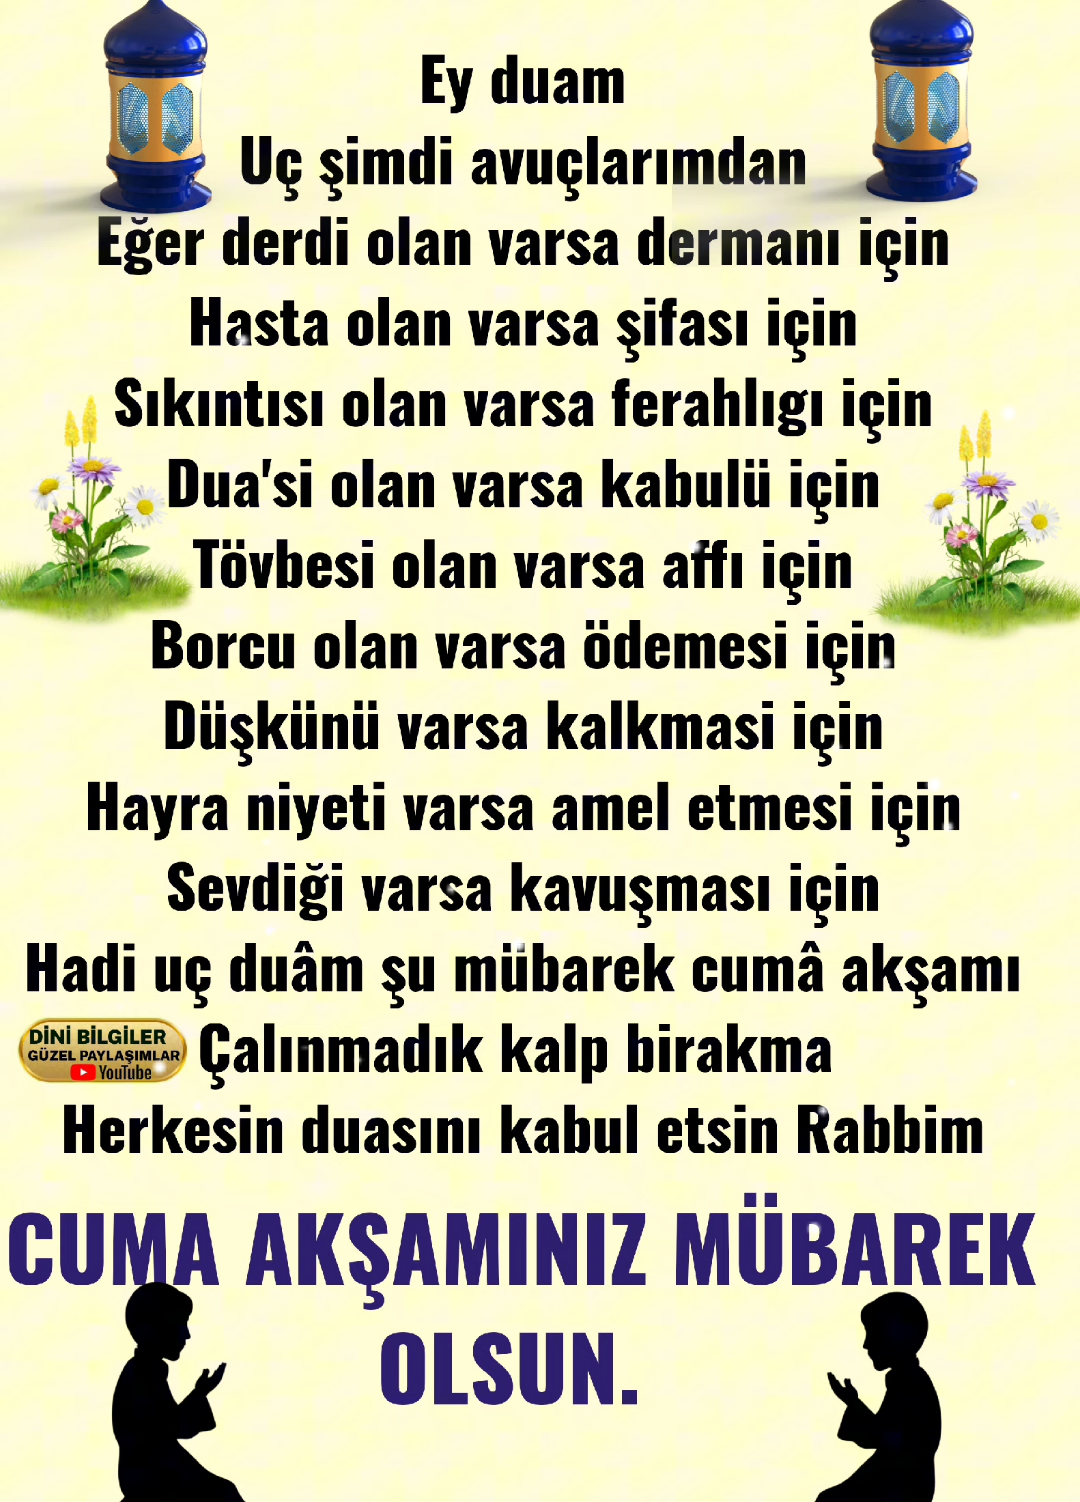 Ey duam
Uç şimdi avuçlarımdan
Eğer derdi olan varsa dermanı için
Hasta olan varsa şifası için
Sıkıntısı olan varsa ferahlıgı için
Dua'si olan varsa kabulü için
Tövbesi olan varsa affı için
Borcu olan varsa ödemesi için
Düşkünü varsa kalkmasi için
Hayra niyeti varsa amel etmesi için
Sevdiği varsa kavuşması için
Hadi uç duâm şu mübarek cumâ akşamı
Çalınmadık kalp birakma
Herkesin duasını kabul etsin Rabbim
DİNİ BİLGİLER
GÜZEL PAYLAŞIMLAR
YouTube
CUMA AKŞAMINIZ MÜBAREK
OLSUN.